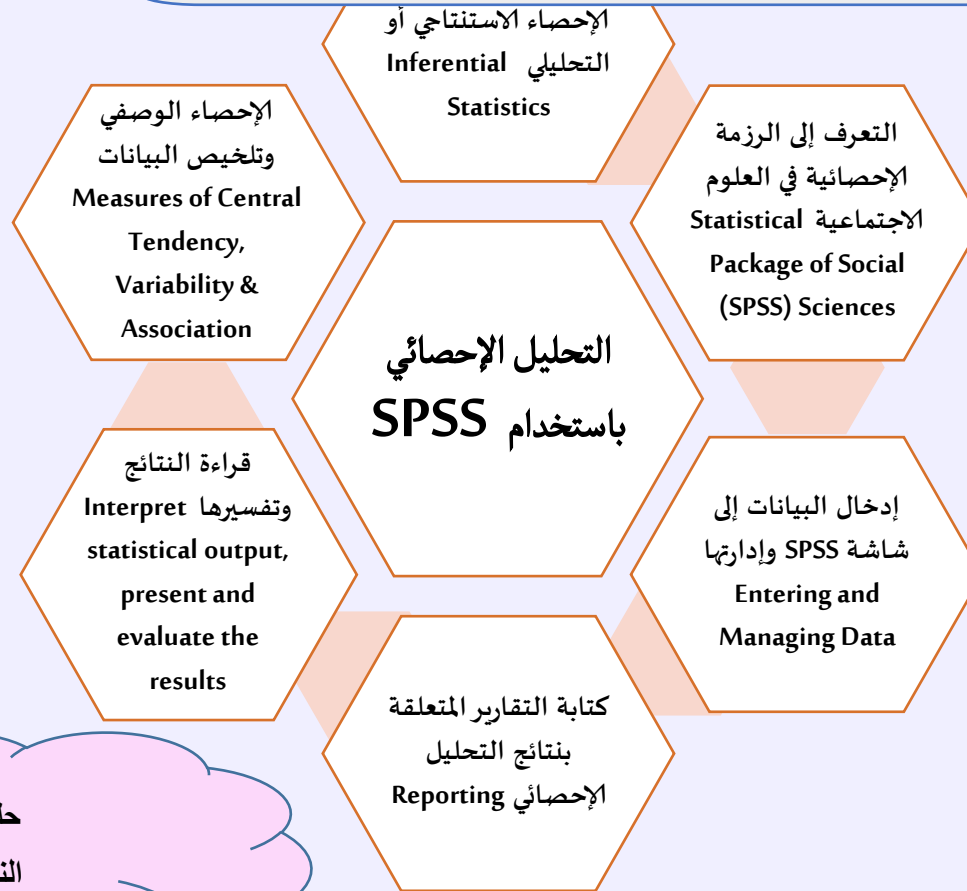 الإحصاء الاستنتاجي أو
التحليلي Inferential
Statistics
التعرف إلى الرزمة
الإحصائية في العلوم
الاجتماعية Statistical
Package of Social
(SPSS) Sciences
الإحصاء الوصفي
وتلخيص البيانات
Measures of Central
Tendency,
Variability &
Association
التحليل الإحصائي
باستخدام SPSS
إدخال البيانات إلى
شاشة SPSS وإدارتها
Entering and
Managing Data
قراءة النتائج
وتفسيرها Interpret
statistical output,
present and
evaluate the
results
كتابة التقارير المتعلقة
بنتائج التحليل
الإحصائي Reporting